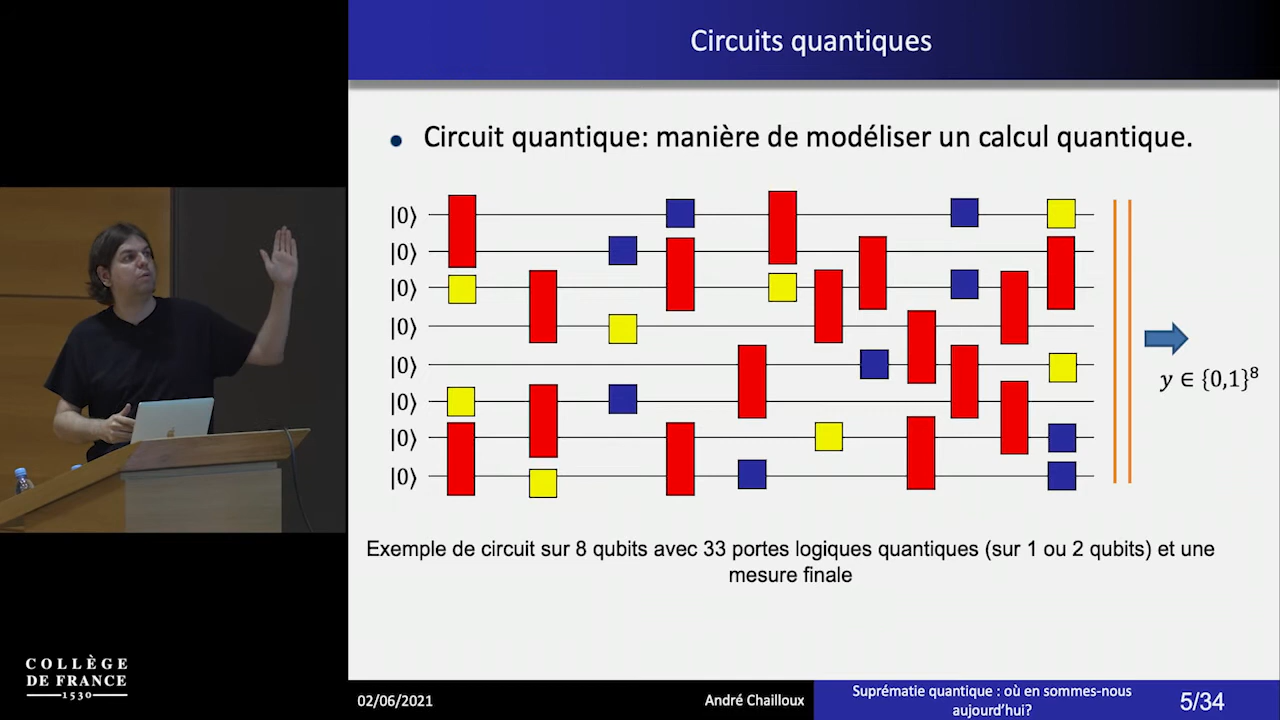 Circuits quantiques
• Circuit quantique: manière de modéliser un calcul quantique.
|0⟩
|0⟩
|0⟩
|0⟩
|0⟩
|0⟩
|0⟩
|0⟩
y ∈ {0,1}⁸
Exemple de circuit sur 8 qubits avec 33 portes logiques quantiques (sur 1 ou 2 qubits) et une
mesure finale
COLLÈGE
DE FRANCE
1530
02/06/2021
André Chailloux
Suprématie quantique : où en sommes-nous
aujourd'hui?
5/34